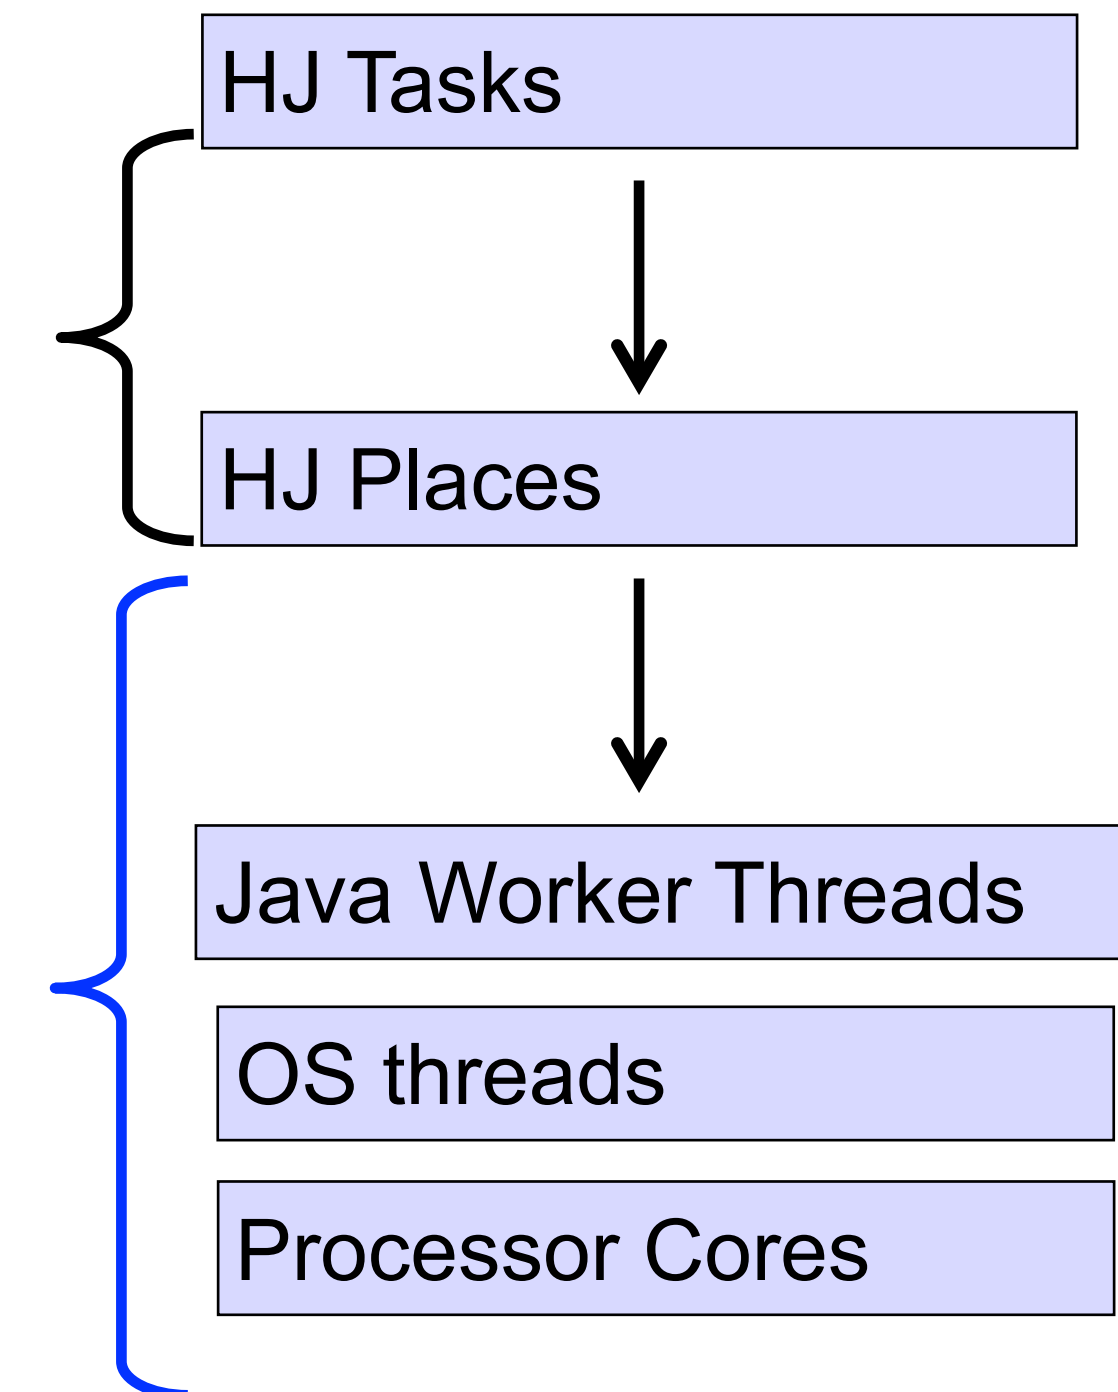 HJ Tasks
HJ Places
Java Worker Threads
OS threads
Processor Cores